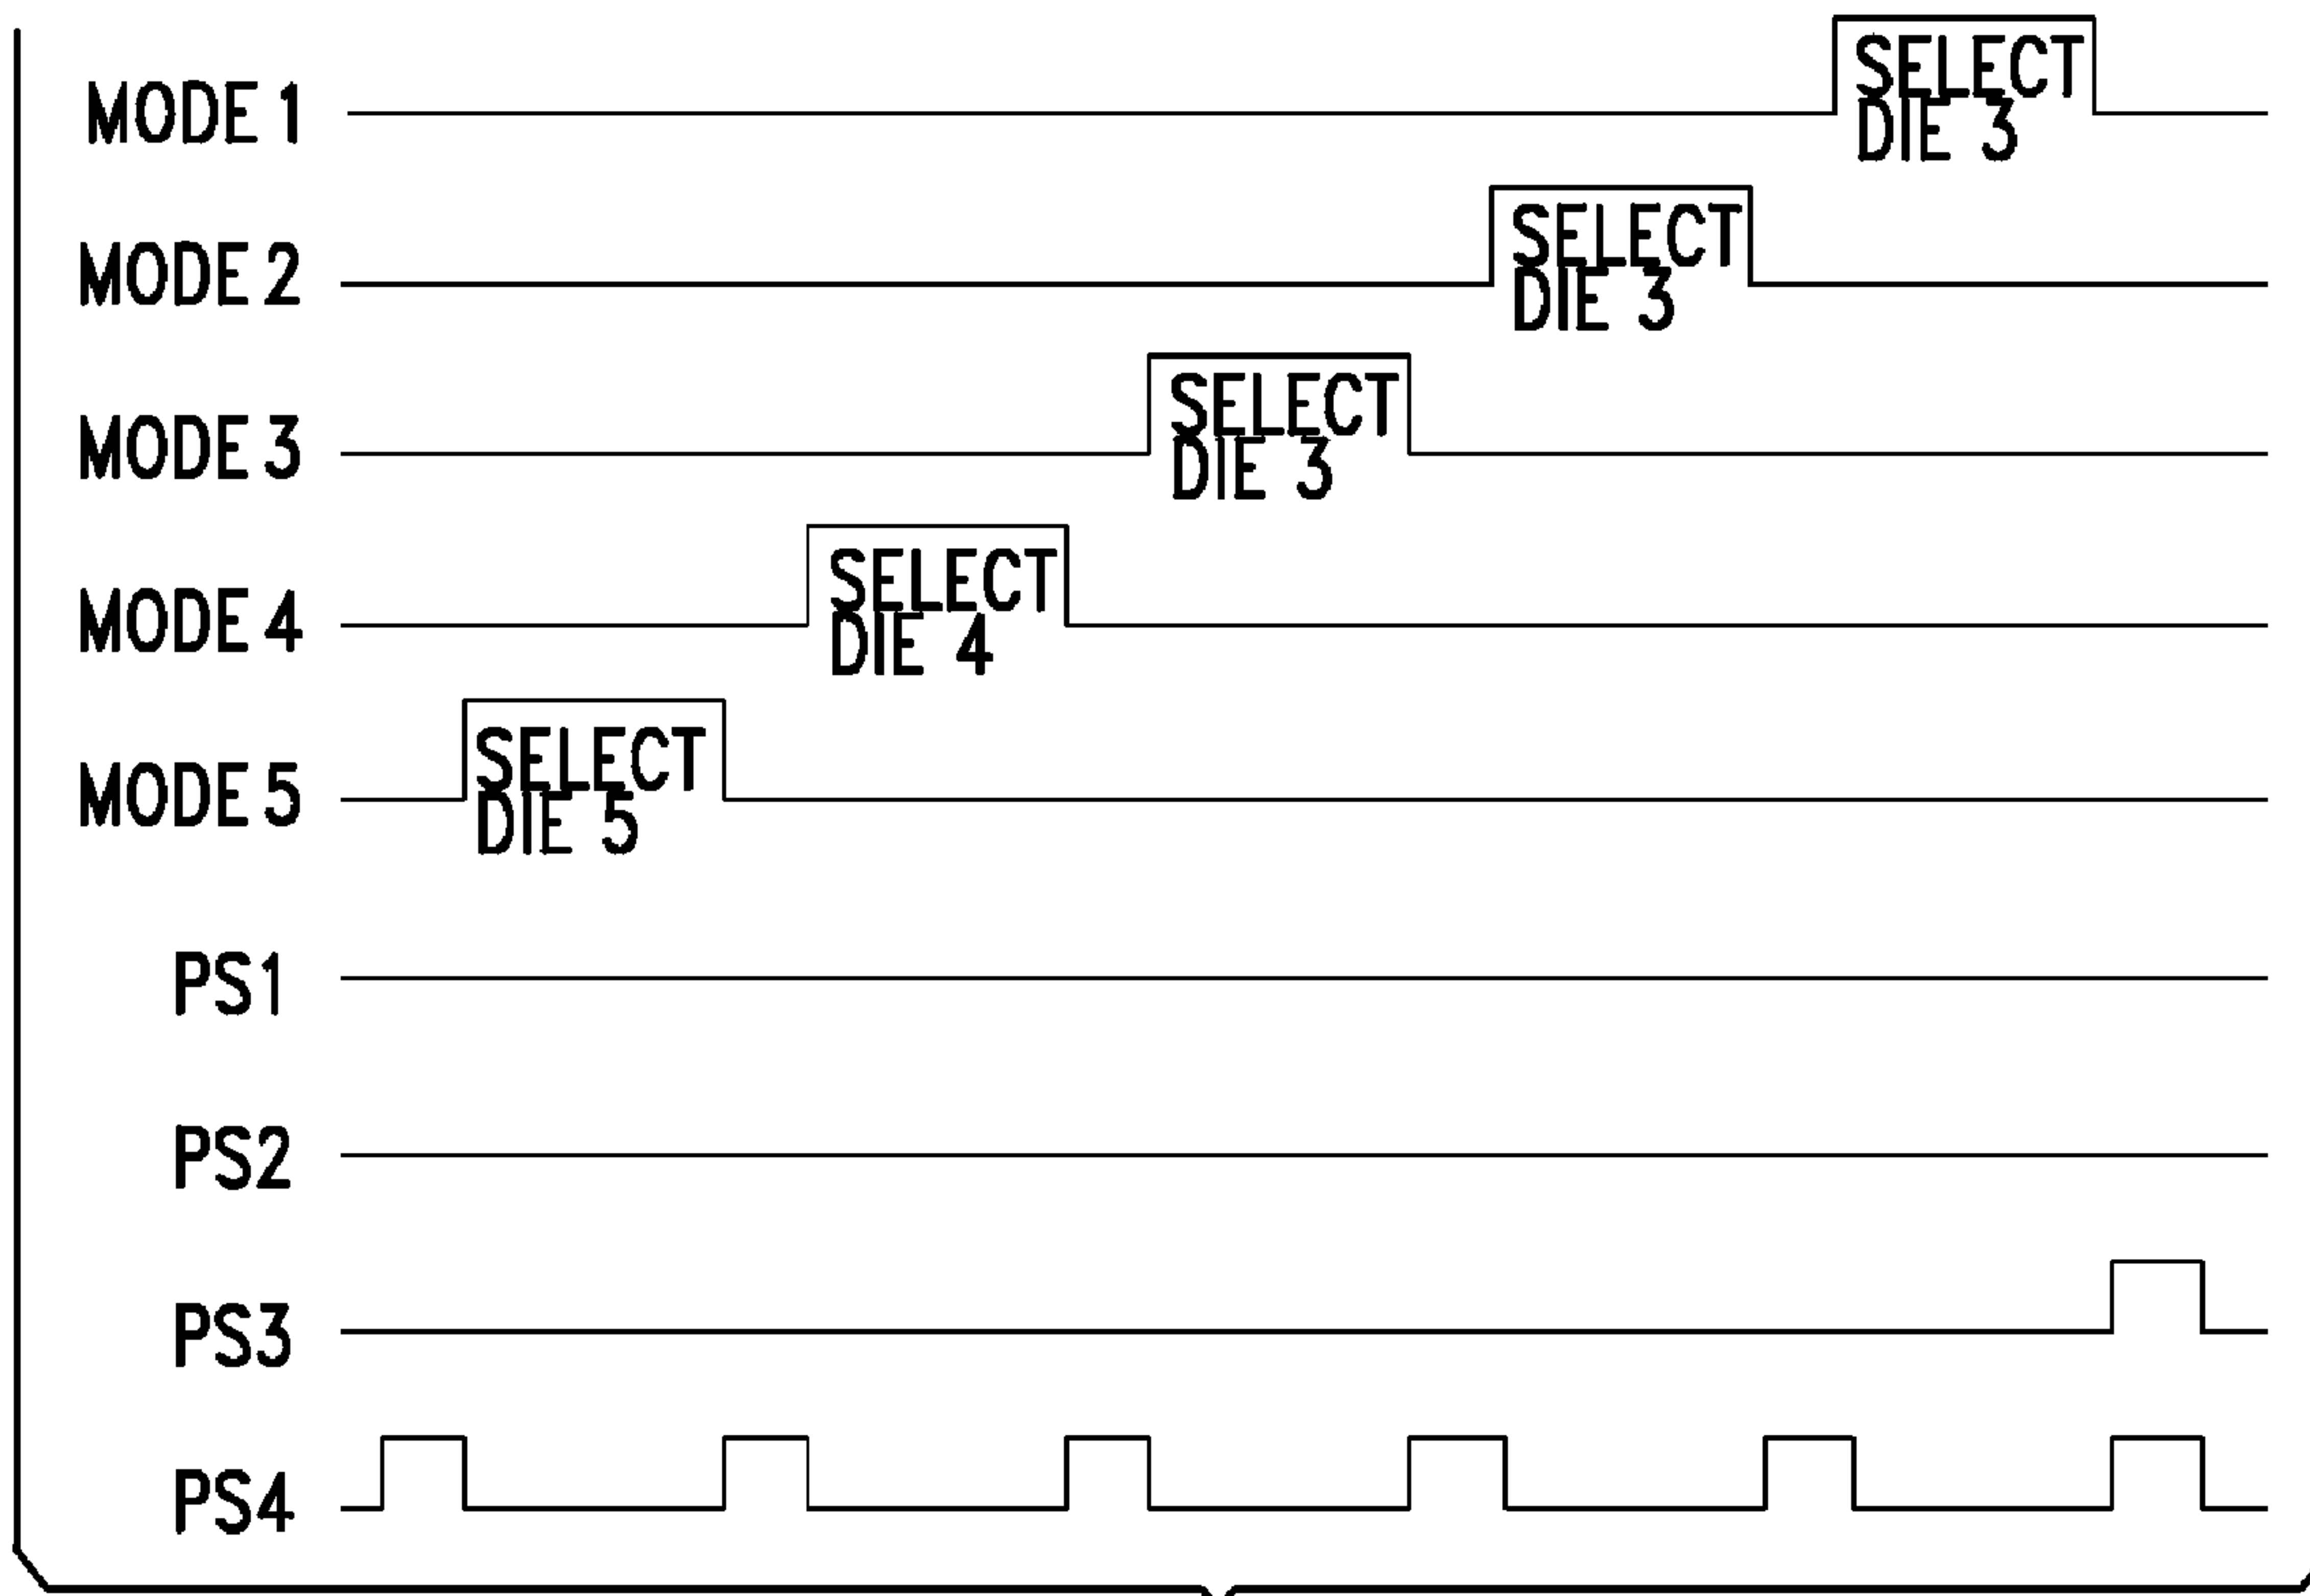 MODE 1
SELECT
DIE 3
MODE 2
SELECT
DIE 3
MODE 3
SELECT
DIE 3
MODE 4
SELECT
DIE 4
MODE 5
SELECT
DIE 5
PS1
PS2
PS3
PS4